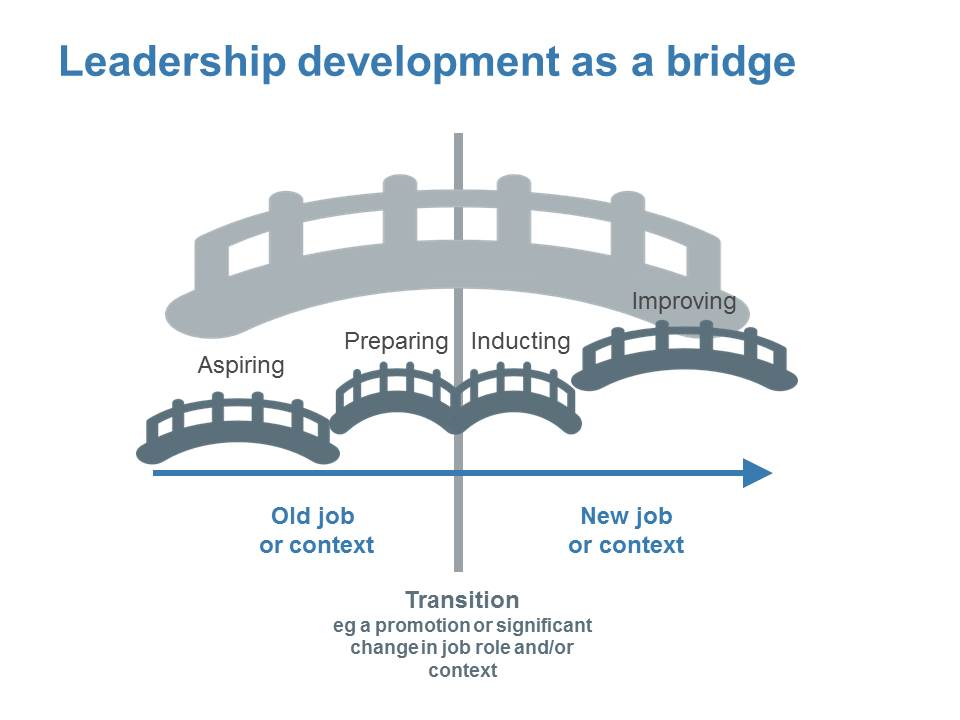 Leadership development as a bridge
Improving
Preparing
Inducting
Aspiring
Old job
or context
New job
or context
Transition
eg a promotion or significant
change in job role and/or
context